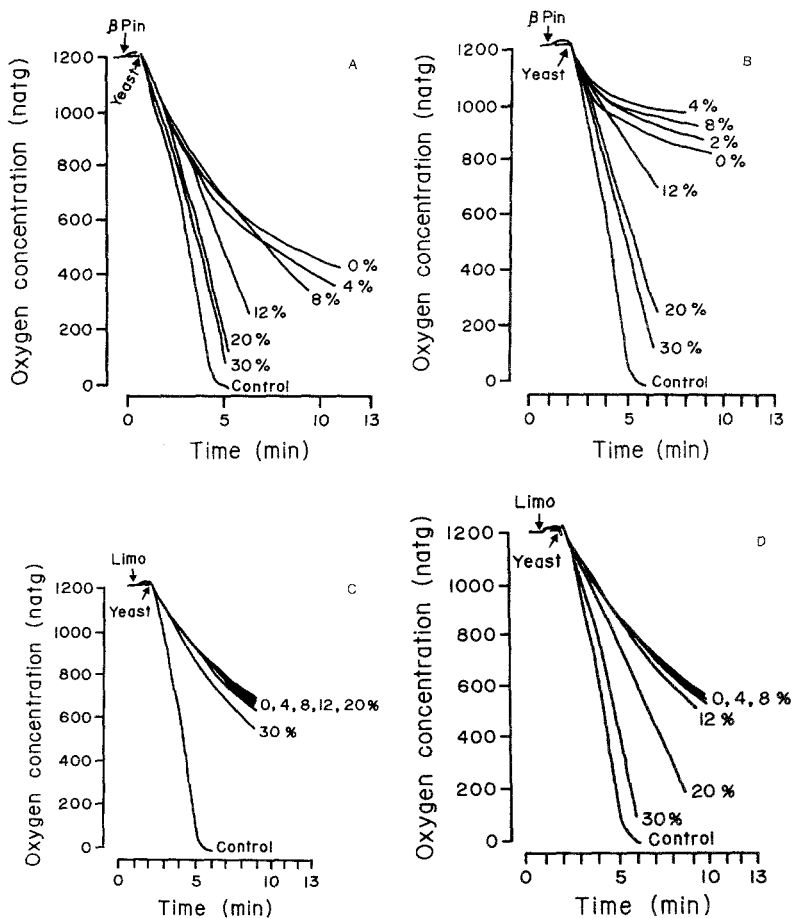 β Pin
A
Yeast
1200
1000
800
600
400
200
0
Oxygen concentration (natg)
0%
4%
8%
12%
20%
30%
Control
0 5 10 13
Time (min)
β Pin
B
Yeast
1200
1000
800
600
400
200
0
Oxygen concentration (natg)
4%
8%
2%
0%
12%
20%
30%
Control
0 5 10 13
Time (min)
Limo
C
Yeast
1200
1000
800
600
400
200
0
Oxygen concentration (natg)
0, 4, 8, 12, 20%
30%
Control
0 5 10 13
Time (min)
Limo
D
Yeast
1200
1000
800
600
400
200
0
Oxygen concentration (natg)
0, 4, 8%
12%
20%
30%
Control
0 5 10 13
Time (min)